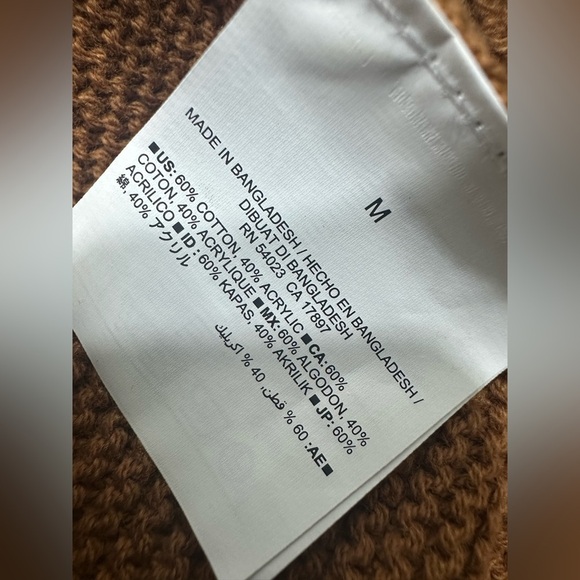 M
MADE IN BANGLADESH / HECHO EN BANGLADESH /
DIBUAT DI BANGLADESH
RN 54023 CA 17897
■US: 60% COTTON, 40% ACRYLIC ■ CA: 60%
COTON, 40% ACRYLIQUE ■ MX: 60% ALGODON, 40%
ACRILICO ■ ID : 60% KAPAS, 40% AKRILIK ■ JP: 60%
綿, 40% アクリル
■AE: 60 % قطن, 40 % اكريليك